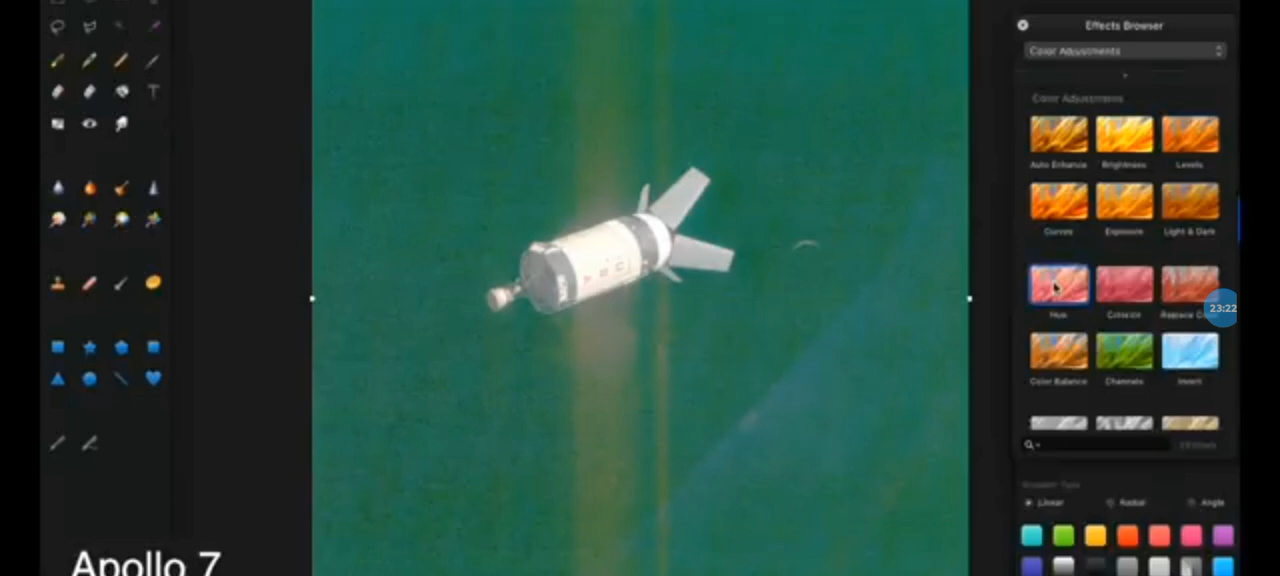 Effects Browser
Color Adjustments
Color Adjustments
Auto Enhance Brightness Levels
Curves Exposure Light & Dark
Hue Colorize Replace
23:22
Color Balance Channels Invert
Linear Radial Angle
Apollo 7